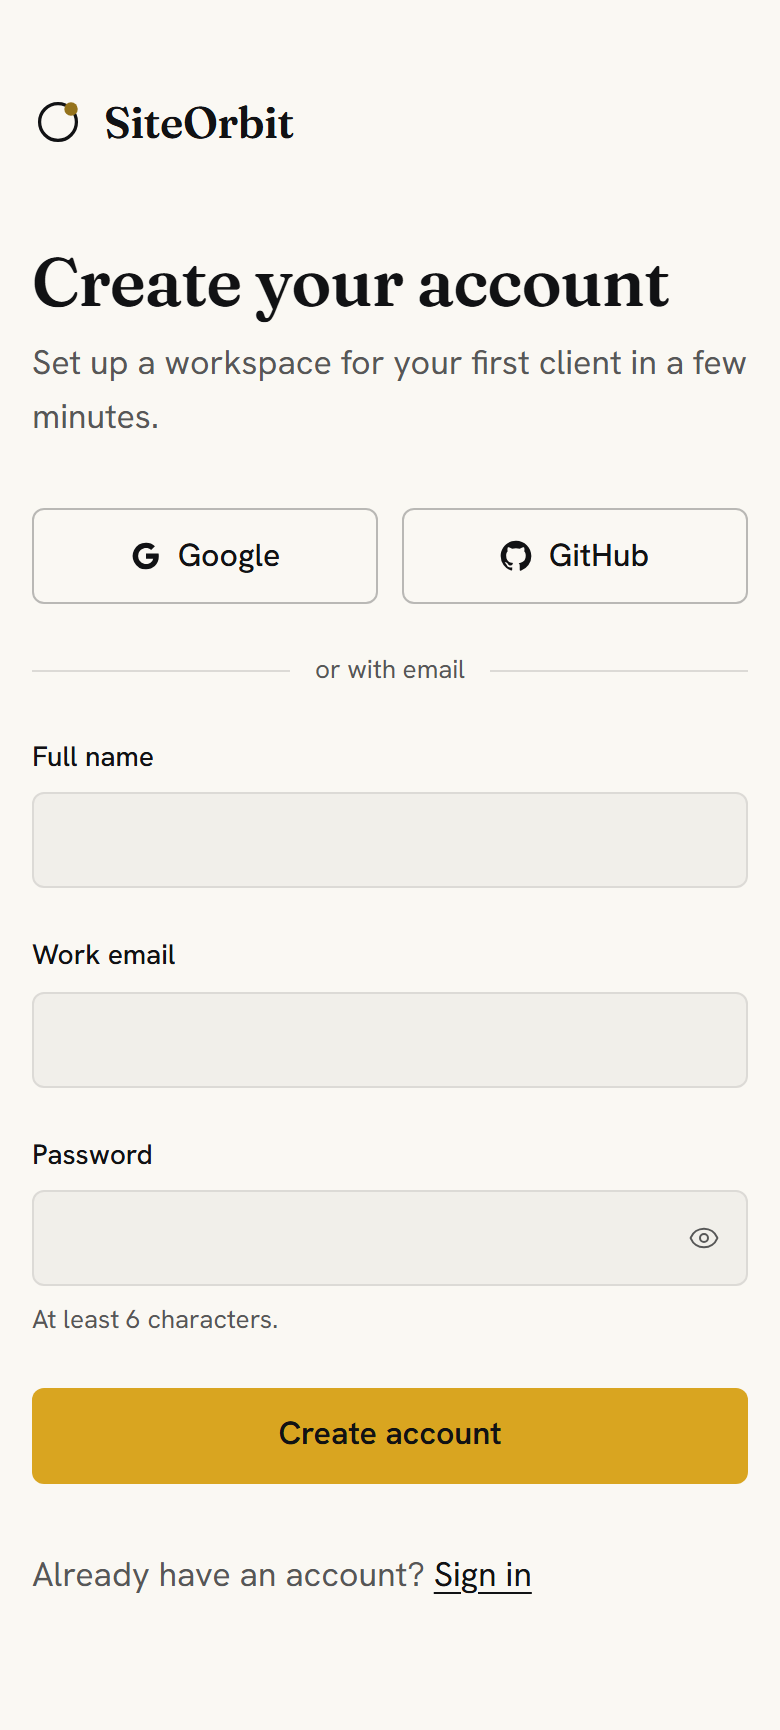 SiteOrbit
Create your account
Set up a workspace for your first client in a few
minutes.
Google
GitHub
or with email
Full name
Work email
Password
At least 6 characters.
Create account
Already have an account? Sign in